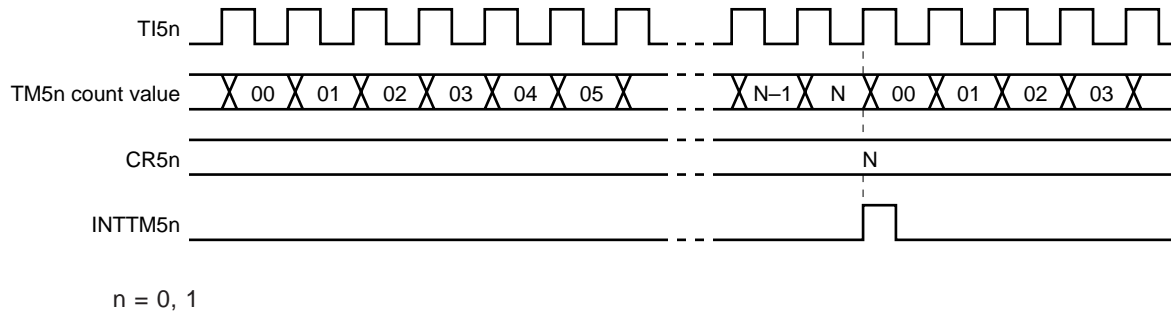 TI5n
TM5n count value 00 01 02 03 04 05 N–1 N 00 01 02 03
CR5n N
INTTM5n
n = 0, 1